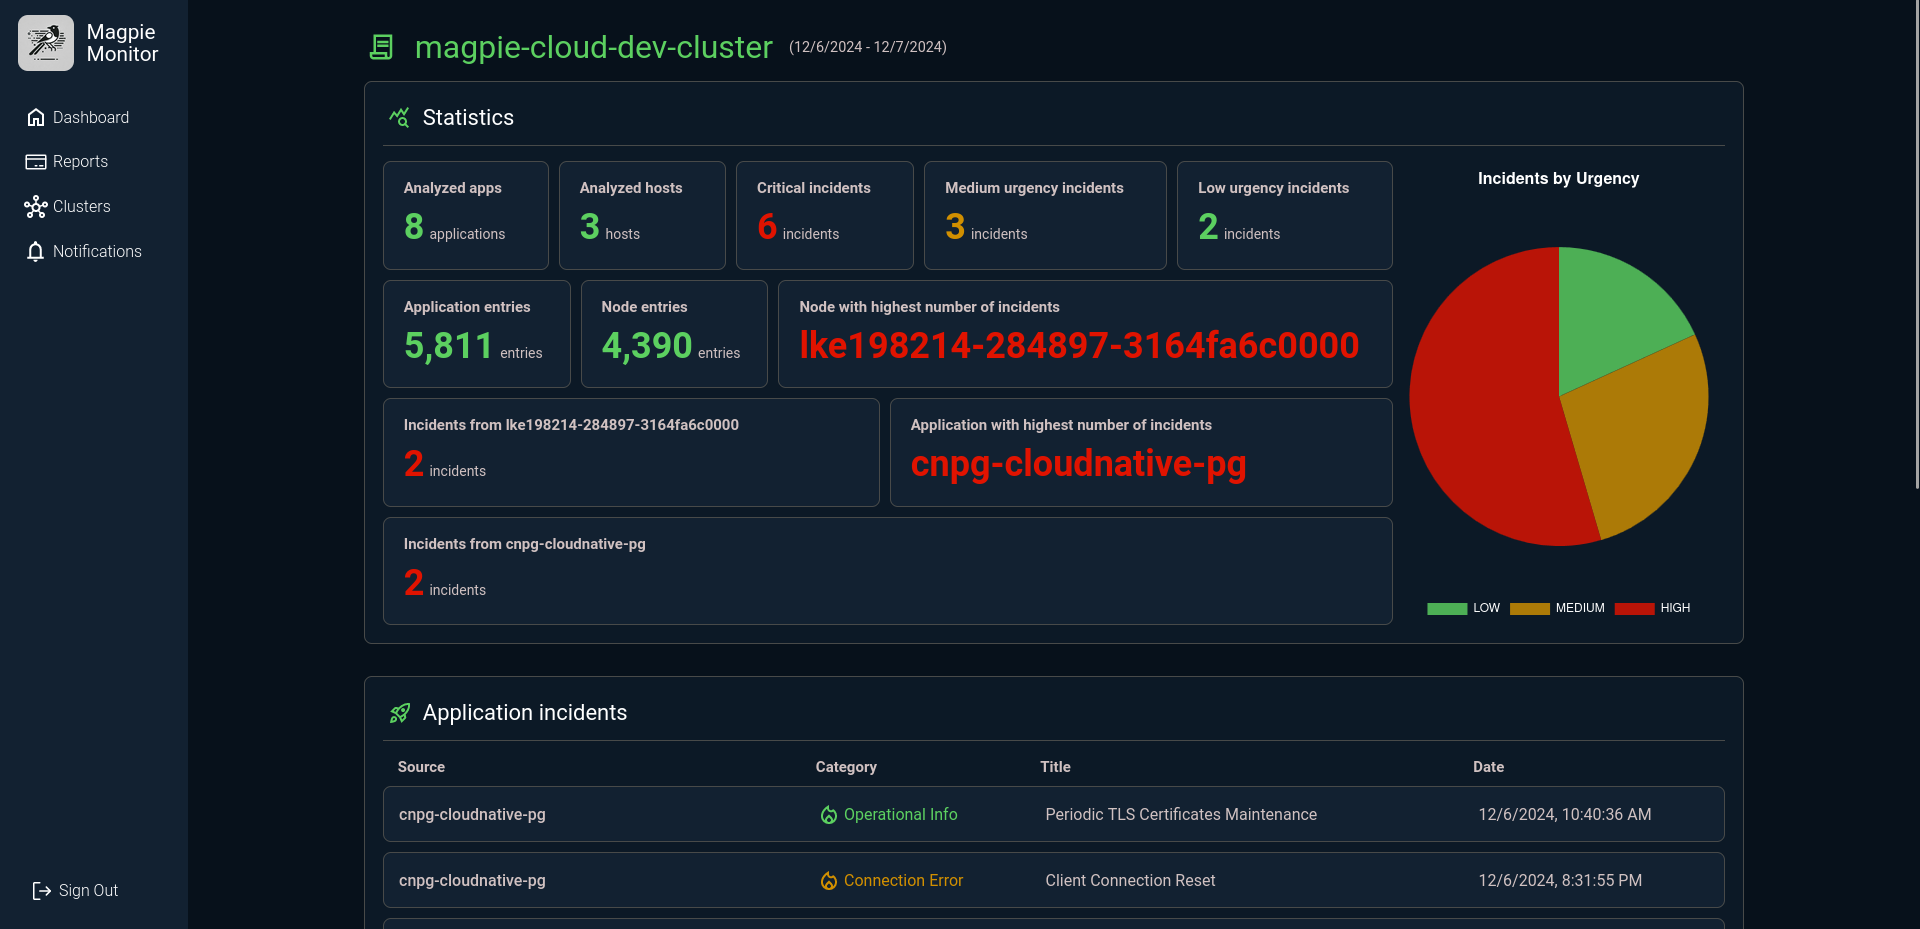 Magpie
Monitor
Dashboard
Reports
Clusters
Notifications
Sign Out
magpie-cloud-dev-cluster (12/6/2024 - 12/7/2024)
Statistics
Analyzed apps
8 applications
Analyzed hosts
3 hosts
Critical incidents
6 incidents
Medium urgency incidents
3 incidents
Low urgency incidents
2 incidents
Application entries
5,811 entries
Node entries
4,390 entries
Node with highest number of incidents
lke198214-284897-3164fa6c0000
Incidents from lke198214-284897-3164fa6c0000
2 incidents
Application with highest number of incidents
cnpg-cloudnative-pg
Incidents from cnpg-cloudnative-pg
2 incidents
Incidents by Urgency
LOW MEDIUM HIGH
Application incidents
Source Category Title Date
cnpg-cloudnative-pg Operational Info Periodic TLS Certificates Maintenance 12/6/2024, 10:40:36 AM
cnpg-cloudnative-pg Connection Error Client Connection Reset 12/6/2024, 8:31:55 PM